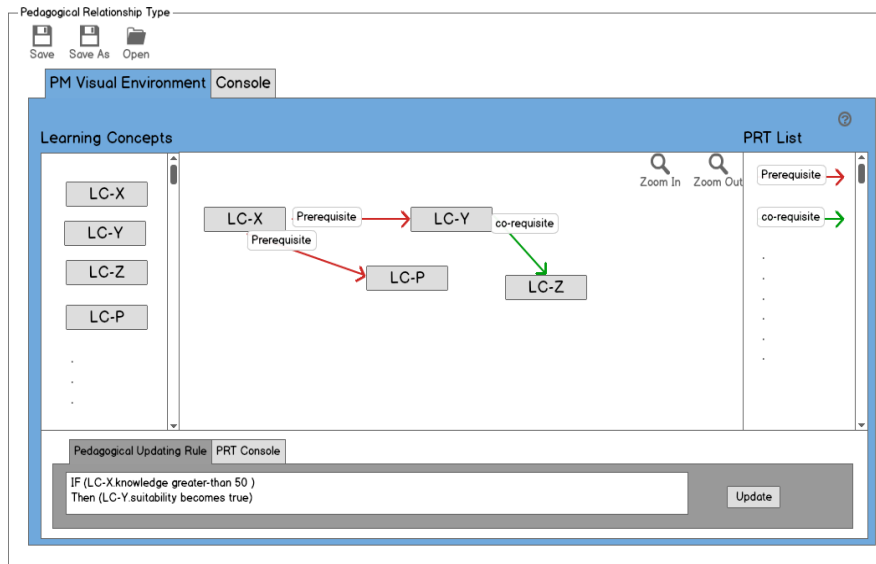 Pedagogical Relationship Type
Save Save As Open
PM Visual Environment Console
?
Learning Concepts
PRT List
LC-X
LC-Y
LC-Z
LC-P
.
.
.
Zoom In Zoom Out
LC-X Prerequisite LC-Y co-requisite
Prerequisite
LC-P
LC-Z
Prerequisite
co-requisite
.
.
.
.
.
.
Pedagogical Updating Rule PRT Console
IF (LC-X.knowledge greater-than 50 )
Then (LC-Y.suitability becomes true)
Update